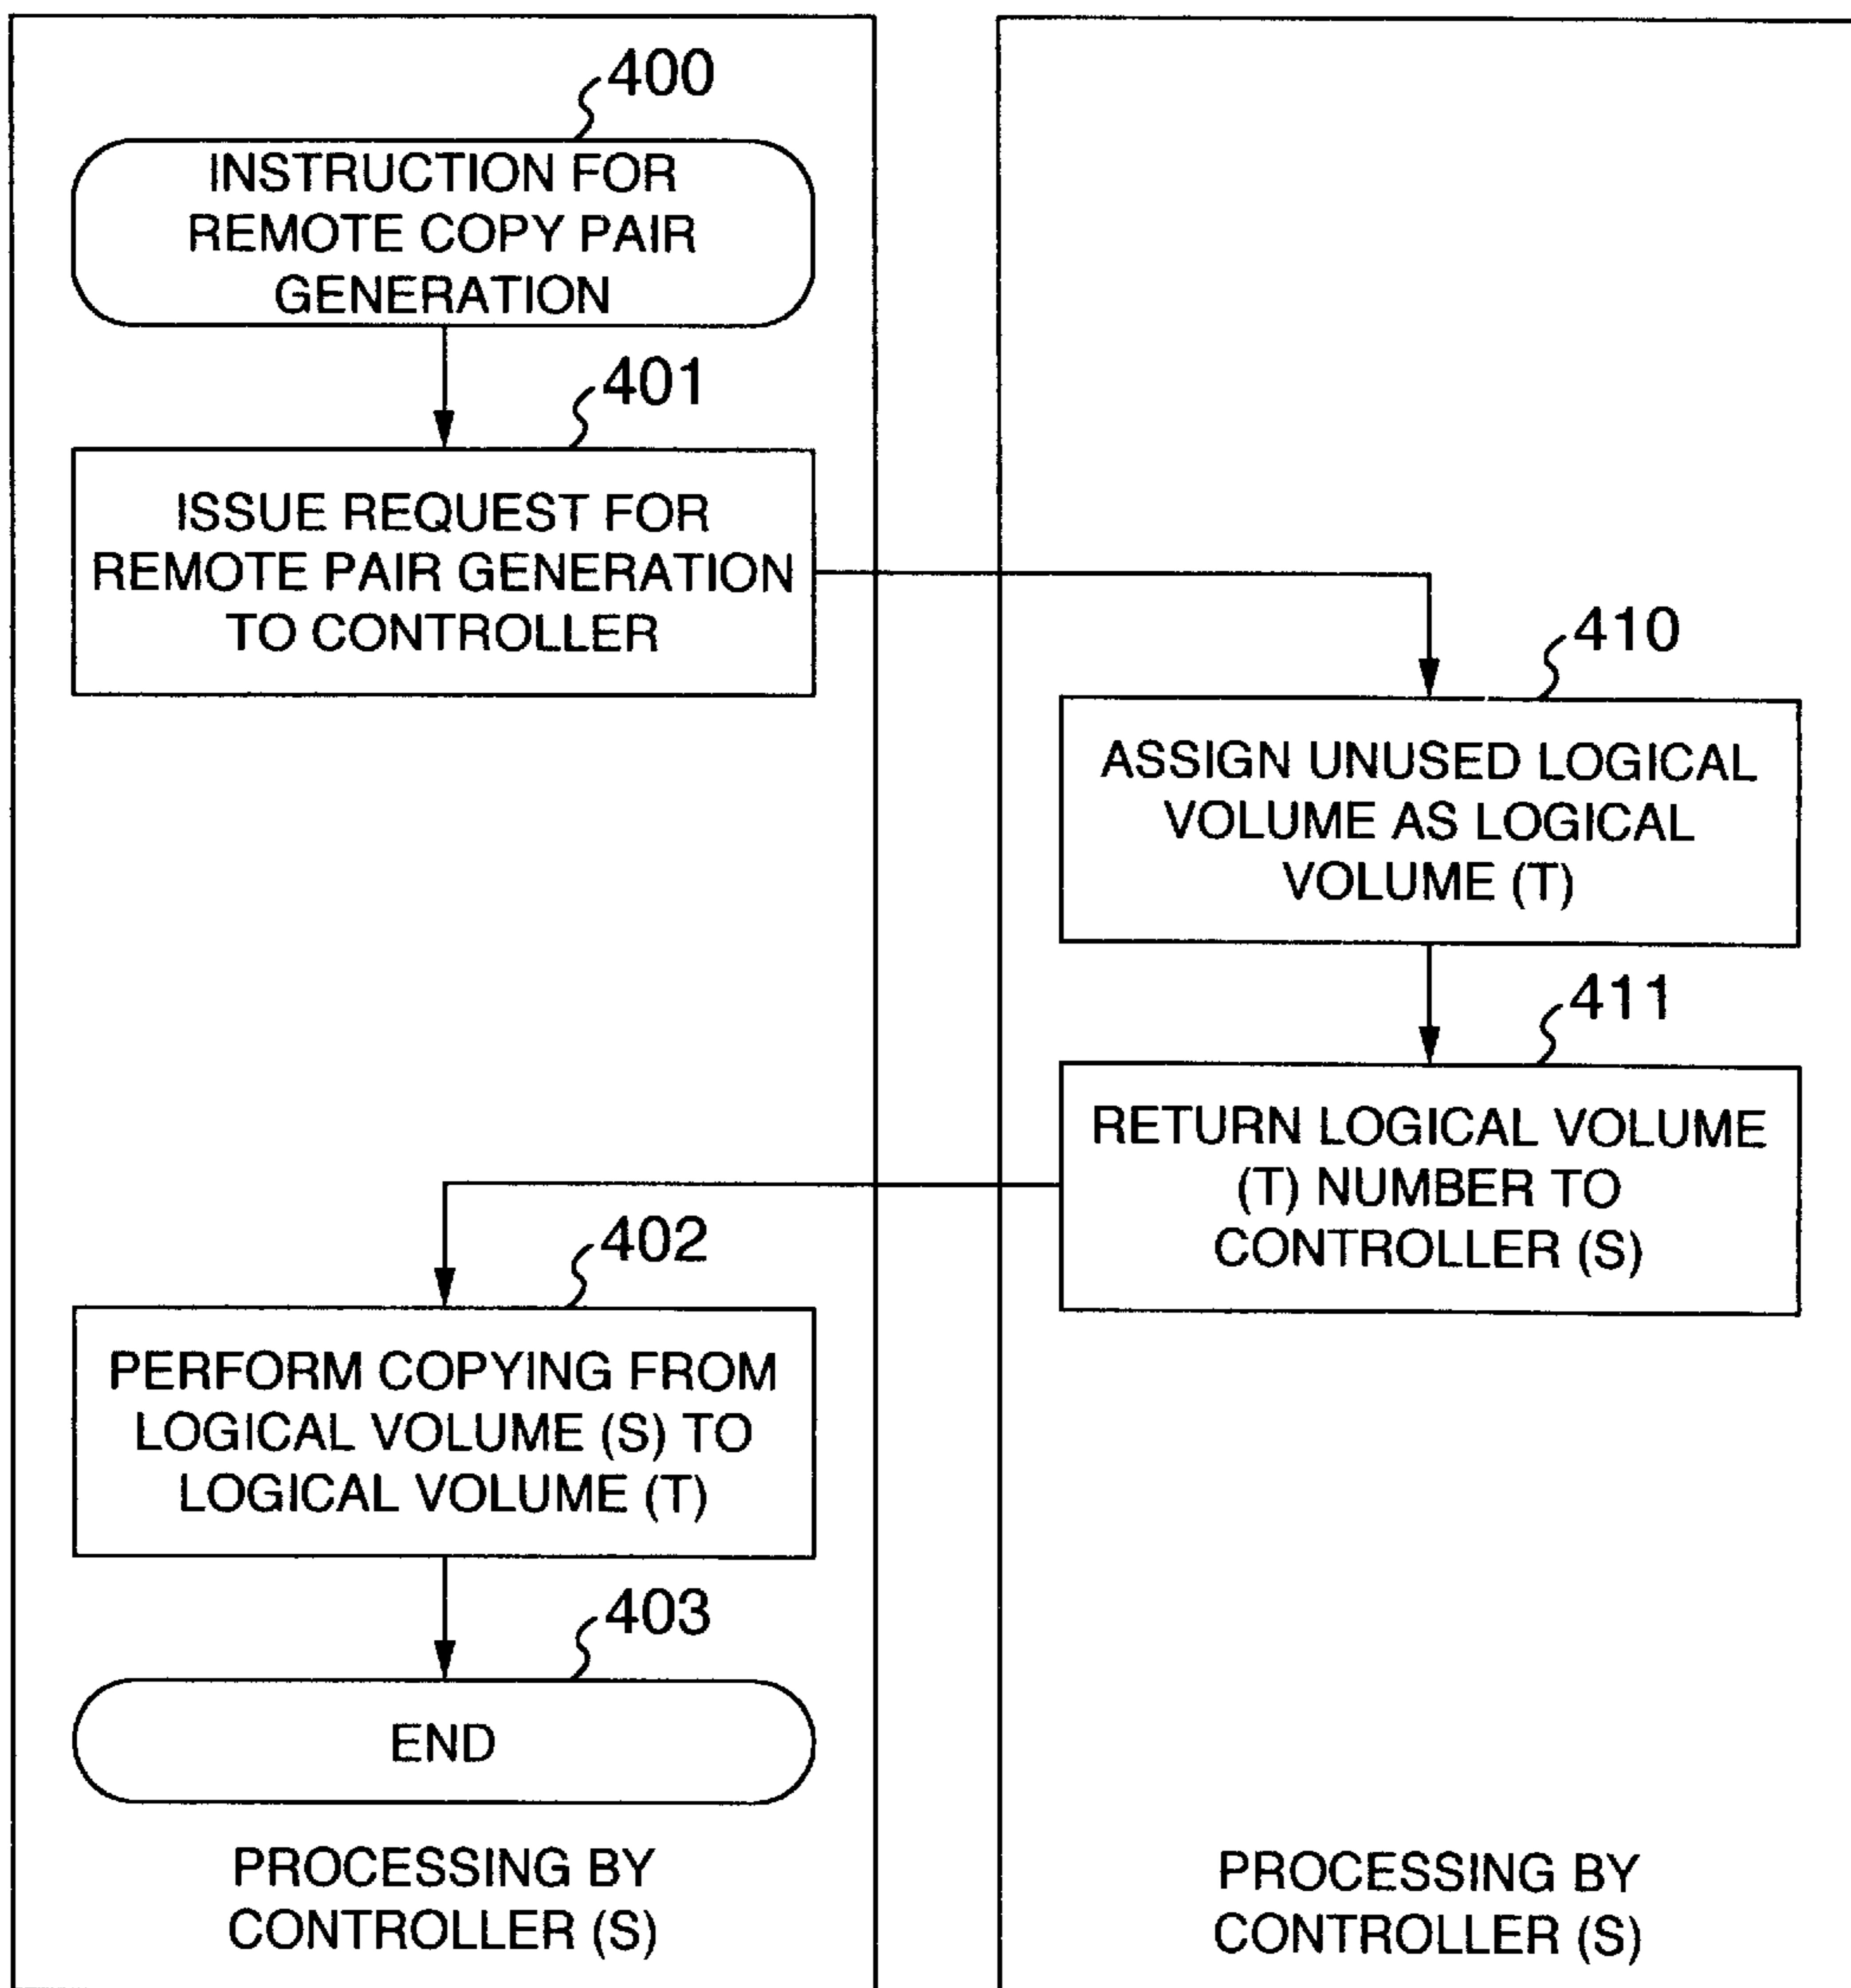 400
INSTRUCTION FOR
REMOTE COPY PAIR
GENERATION
401
ISSUE REQUEST FOR
REMOTE PAIR GENERATION
TO CONTROLLER
410
ASSIGN UNUSED LOGICAL
VOLUME AS LOGICAL
VOLUME (T)
411
RETURN LOGICAL VOLUME
(T) NUMBER TO
CONTROLLER (S)
402
PERFORM COPYING FROM
LOGICAL VOLUME (S) TO
LOGICAL VOLUME (T)
403
END
PROCESSING BY
CONTROLLER (S)
PROCESSING BY
CONTROLLER (S)